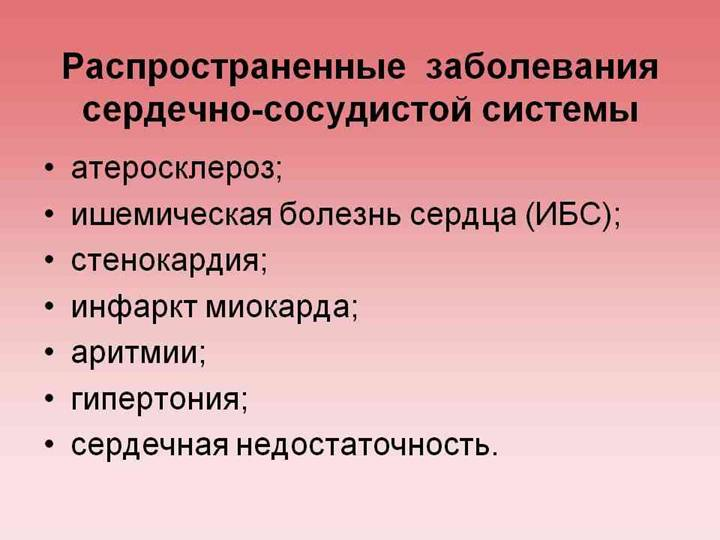 Распространенные заболевания
сердечно-сосудистой системы
• атеросклероз;
• ишемическая болезнь сердца (ИБС);
• стенокардия;
• инфаркт миокарда;
• аритмии;
• гипертония;
• сердечная недостаточность.